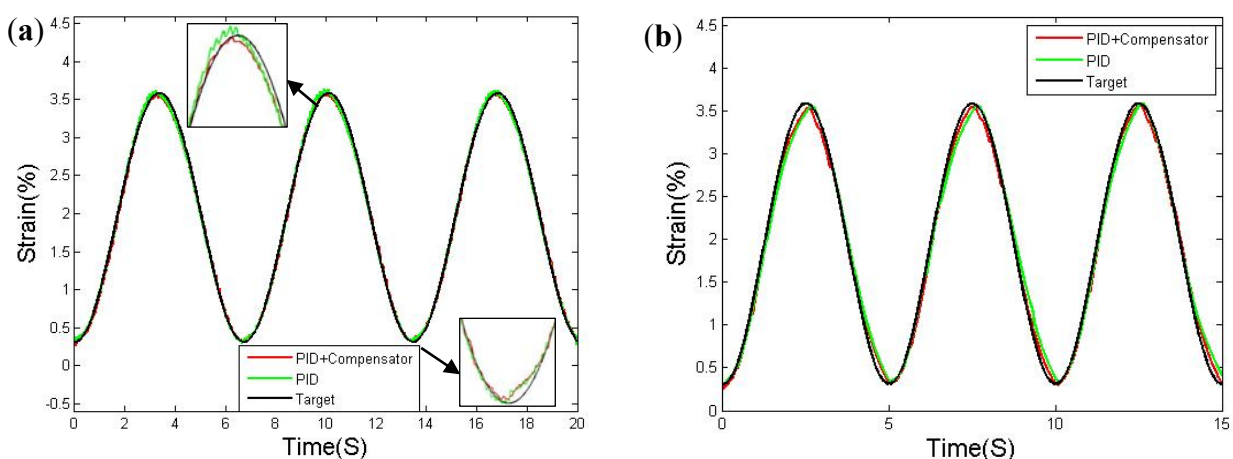 (a)
4.5
4
3.5
3
2.5
2
1.5
1
0.5
0
-0.5
Strain(%)
PID+Compensator
PID
Target
0 2 4 6 8 10 12 14 16 18 20
Time(S)
(b)
4.5
4
3.5
3
2.5
2
1.5
1
0.5
0
Strain(%)
PID+Compensator
PID
Target
0 5 10 15
Time(S)